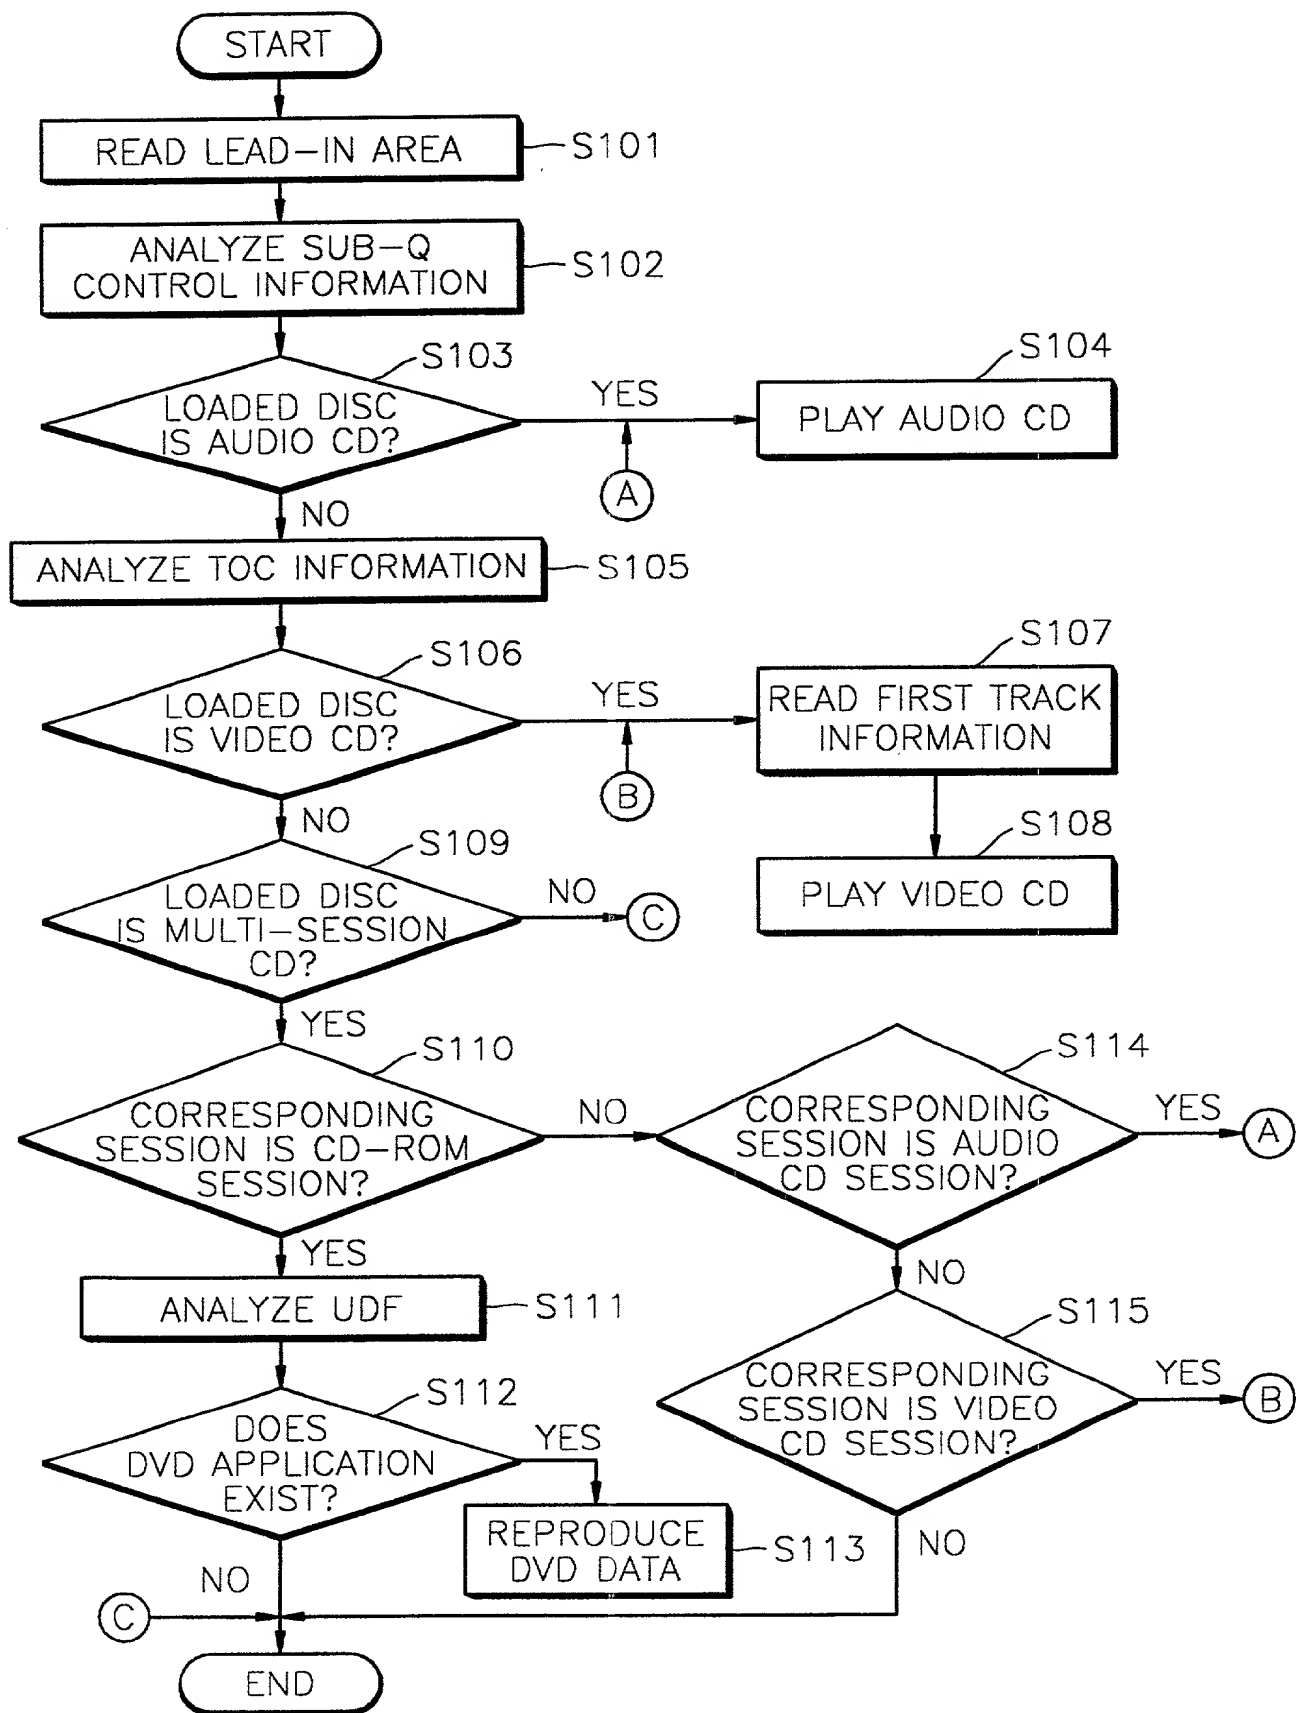 START
READ LEAD-IN AREA
S101
ANALYZE SUB-Q
CONTROL INFORMATION
S102
S103
LOADED DISC
IS AUDIO CD?
YES
S104
PLAY AUDIO CD
A
NO
ANALYZE TOC INFORMATION
S105
S106
LOADED DISC
IS VIDEO CD?
YES
S107
READ FIRST TRACK
INFORMATION
B
NO
S108
PLAY VIDEO CD
S109
LOADED DISC
IS MULTI-SESSION
CD?
NO
C
YES
S110
CORRESPONDING
SESSION IS CD-ROM
SESSION?
NO
S114
CORRESPONDING
SESSION IS AUDIO
CD SESSION?
YES
A
YES
NO
ANALYZE UDF
S111
S115
CORRESPONDING
SESSION IS VIDEO
CD SESSION?
YES
B
S112
DOES
DVD APPLICATION
EXIST?
YES
REPRODUCE
DVD DATA
S113
NO
NO
C
END